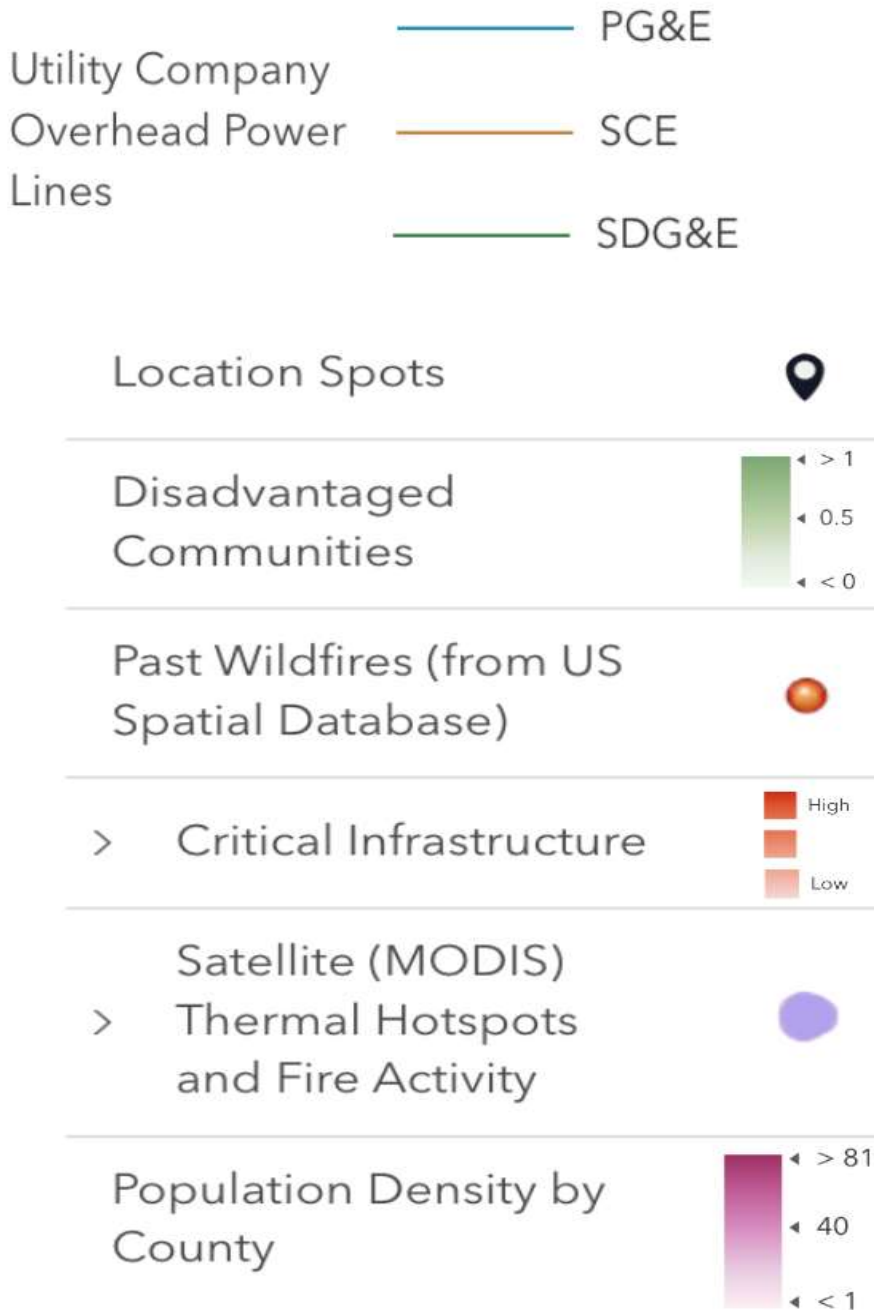 PG&E
Utility Company
Overhead Power
Lines
SCE
SDG&E
Location Spots
Disadvantaged
Communities
> 1
0.5
< 0
Past Wildfires (from US
Spatial Database)
> Critical Infrastructure
High
Low
Satellite (MODIS)
> Thermal Hotspots
and Fire Activity
Population Density by
County
> 81
40
< 1